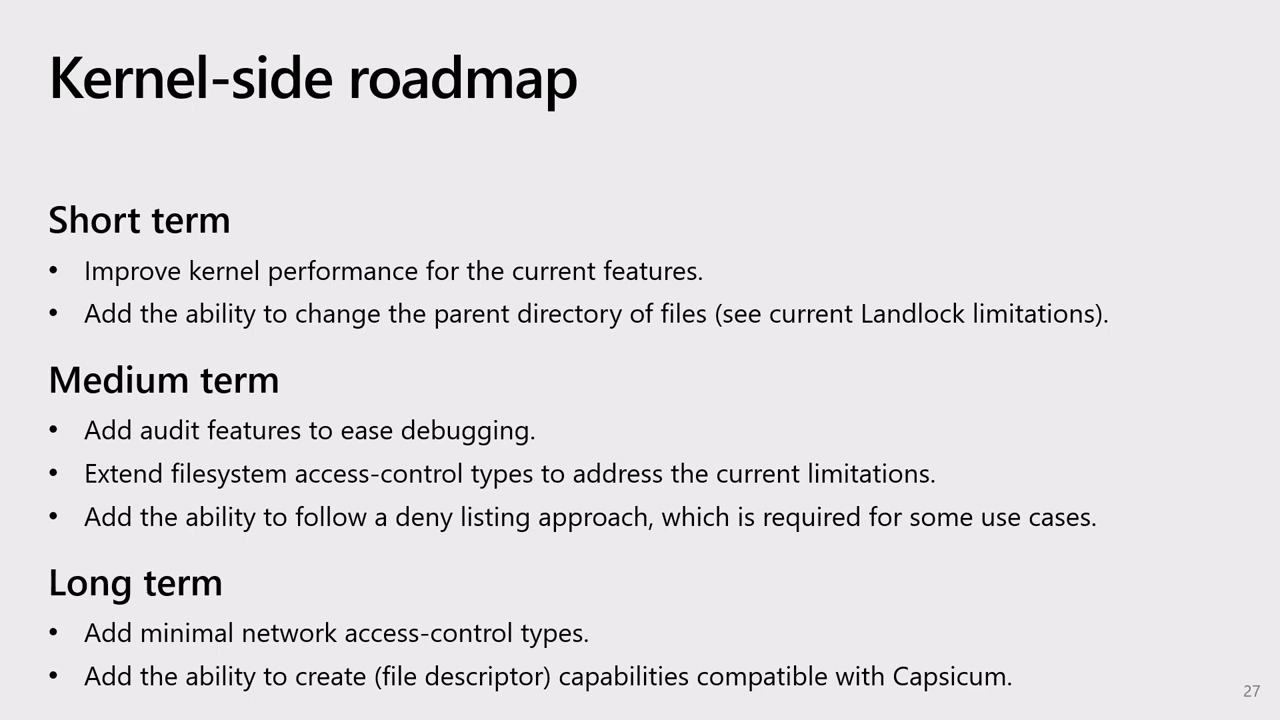 Kernel-side roadmap
Short term
• Improve kernel performance for the current features.
• Add the ability to change the parent directory of files (see current Landlock limitations).
Medium term
• Add audit features to ease debugging.
• Extend filesystem access-control types to address the current limitations.
• Add the ability to follow a deny listing approach, which is required for some use cases.
Long term
• Add minimal network access-control types.
• Add the ability to create (file descriptor) capabilities compatible with Capsicum.
27